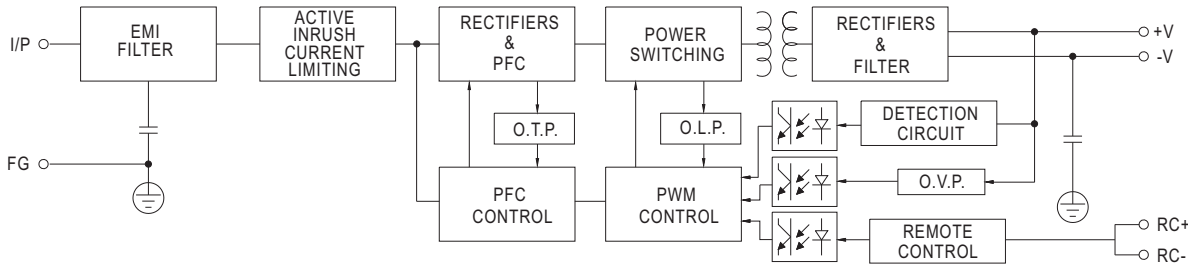 I/P
EMI
FILTER
ACTIVE
INRUSH
CURRENT
LIMITING
RECTIFIERS
&
PFC
POWER
SWITCHING
RECTIFIERS
&
FILTER
+V
-V
O.T.P.
O.L.P.
DETECTION
CIRCUIT
FG
PFC
CONTROL
PWM
CONTROL
O.V.P.
REMOTE
CONTROL
RC+
RC-